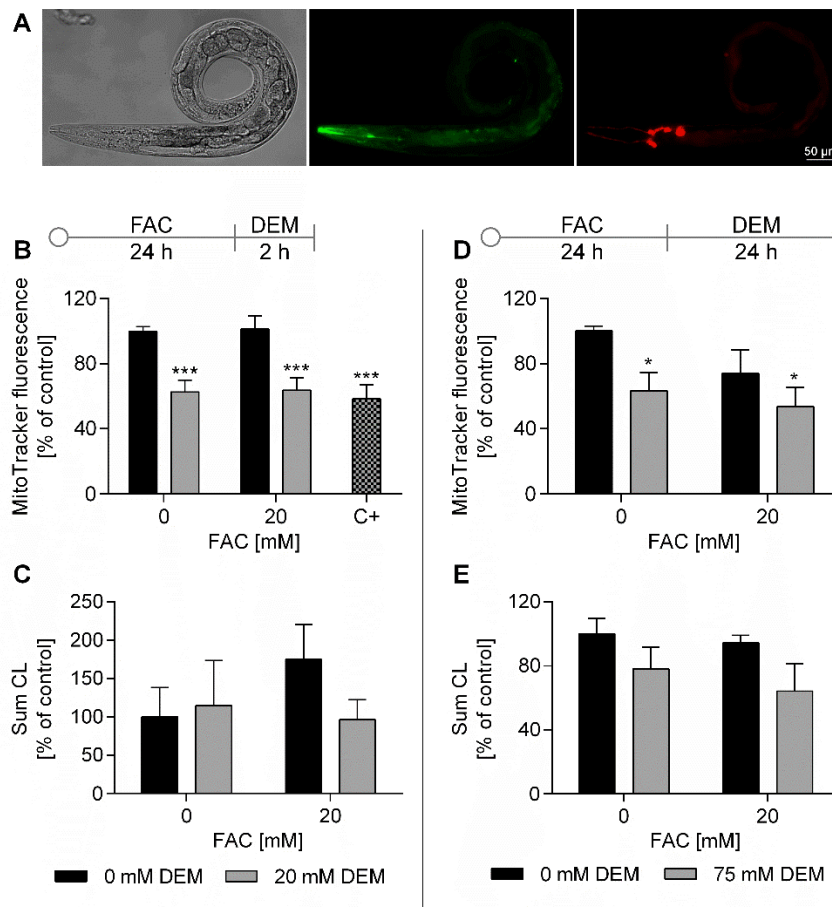 A
50 µm
FAC DEM
B 24 h 2 h
MitoTracker fluorescence
[% of control]
120
80
40
0
***
***
***
0 20 C+
FAC [mM]
C
Sum CL
[% of control]
250
200
150
100
50
0
0 20
FAC [mM]
0 mM DEM 20 mM DEM
FAC DEM
D 24 h 24 h
MitoTracker fluorescence
[% of control]
120
80
40
0
*
*
0 20
FAC [mM]
E
Sum CL
[% of control]
120
80
40
0
0 20
FAC [mM]
0 mM DEM 75 mM DEM